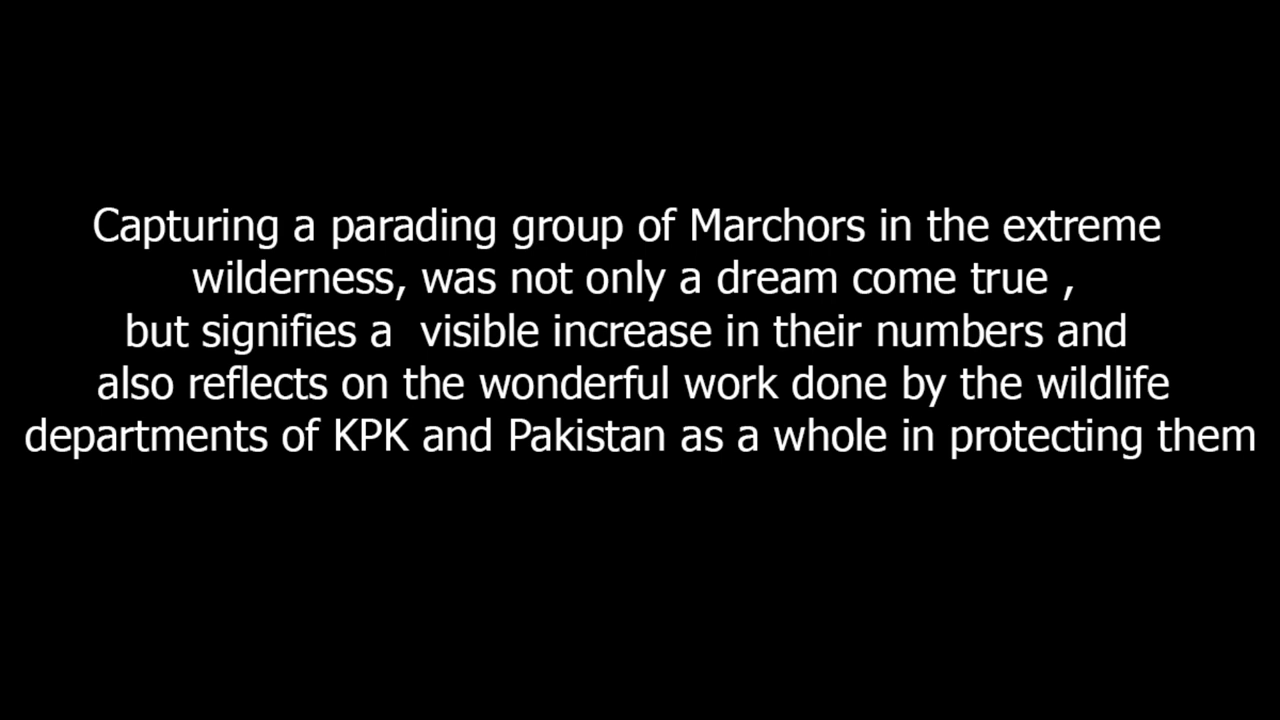 Capturing a parading group of Marchors in the extreme
wilderness, was not only a dream come true ,
but signifies a  visible increase in their numbers and
also reflects on the wonderful work done by the wildlife
departments of KPK and Pakistan as a whole in protecting them